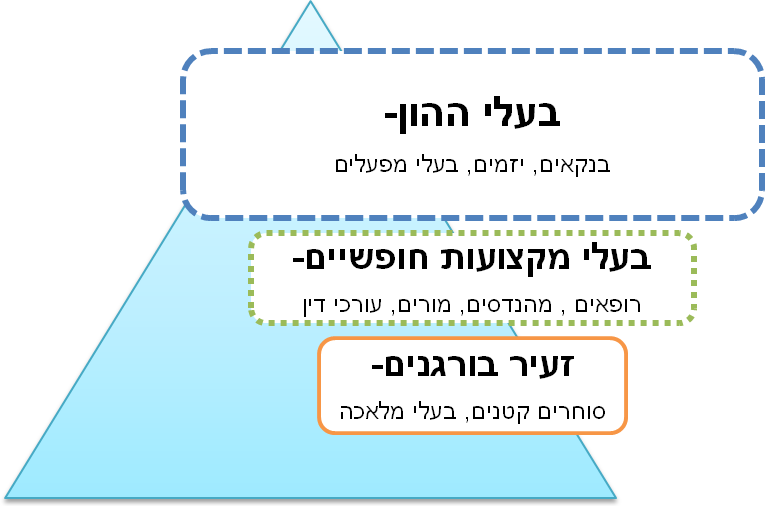 בעלי ההון-
בנקאים, יזמים, בעלי מפעלים
בעלי מקצועות חופשיים-
רופאים , מהנדסים, מורים, עורכי דין
זעיר בורגנים-
סוחרים קטנים, בעלי מלאכה